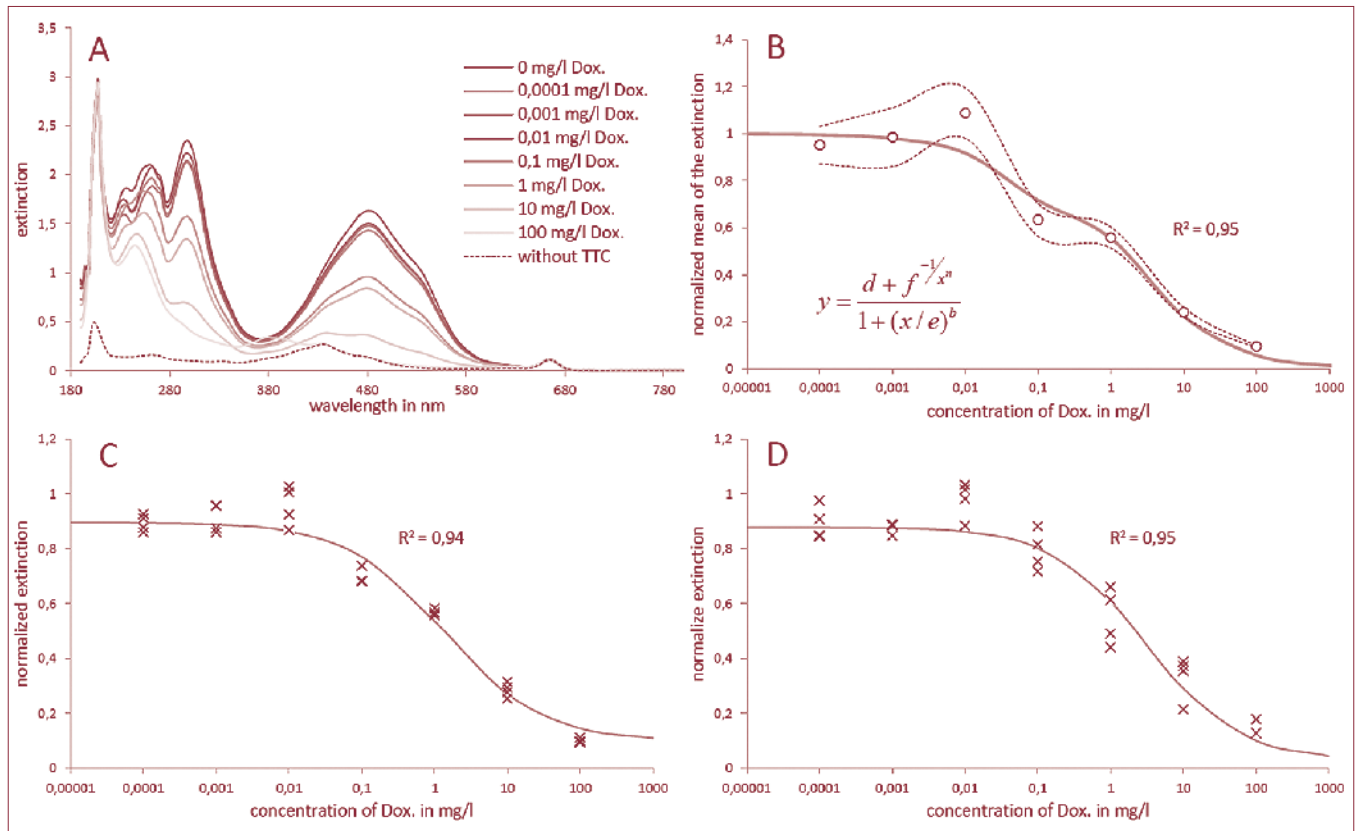 A
3,5
3
2,5
2
1,5
1
0,5
0
extinction
180 280 380 480 580 680 780
wavelength in nm
0 mg/l Dox.
0,0001 mg/l Dox.
0,001 mg/l Dox.
0,01 mg/l Dox.
0,1 mg/l Dox.
1 mg/l Dox.
10 mg/l Dox.
100 mg/l Dox.
without TTC
B
1,4
1,2
1
0,8
0,6
0,4
0,2
0
normalized mean of the extinction
R² = 0,95
y = (d + f^(-1/x^n)) / (1 + (x / e)^b)
0,00001 0,0001 0,001 0,01 0,1 1 10 100 1000
concentration of Dox. in mg/l
C
1,2
1
0,8
0,6
0,4
0,2
0
normalized extinction
R² = 0,94
0,00001 0,0001 0,001 0,01 0,1 1 10 100 1000
concentration of Dox. in mg/l
D
1,2
1
0,8
0,6
0,4
0,2
0
normalize extinction
R² = 0,95
0,00001 0,0001 0,001 0,01 0,1 1 10 100 1000
concentration of Dox. in mg/l